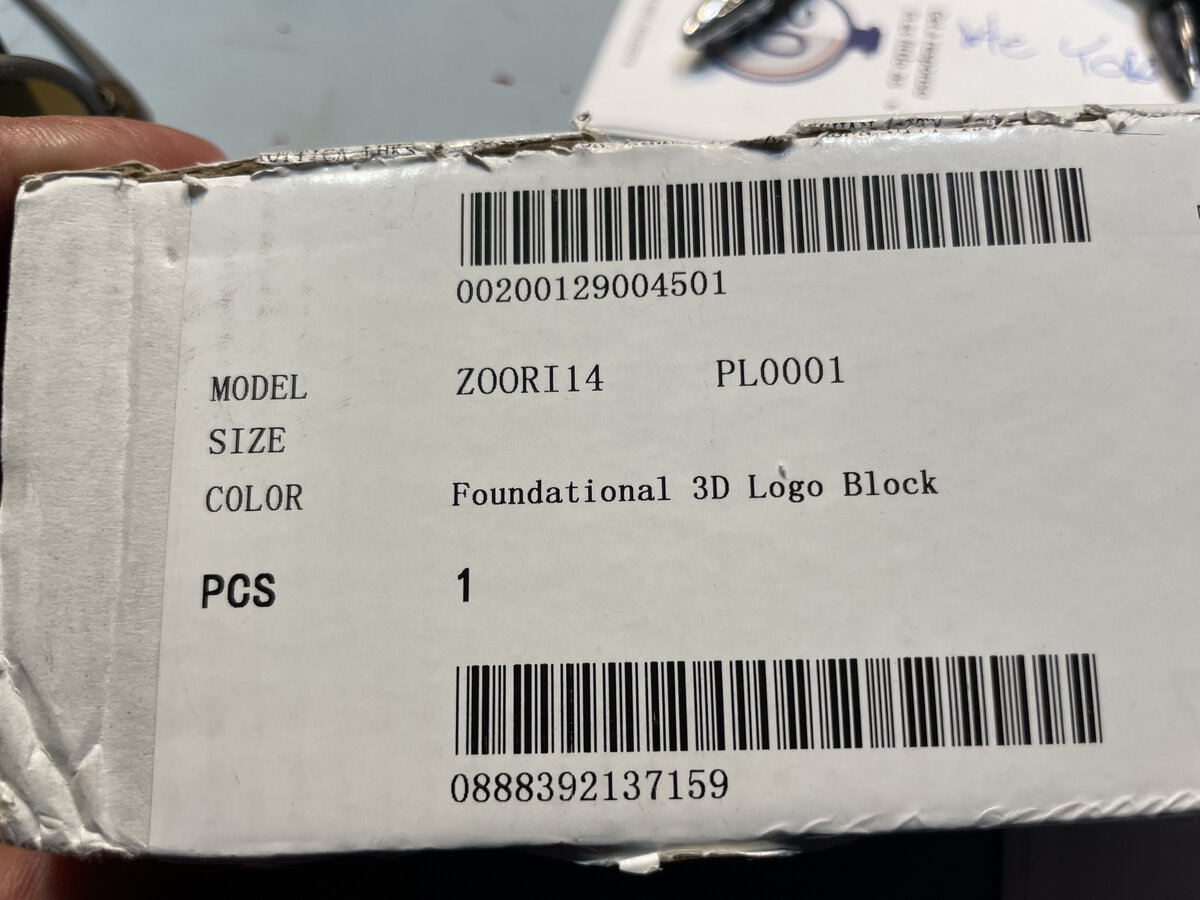 00200129004501
MODEL ZOORI14 PL0001
SIZE
COLOR Foundational 3D Logo Block
PCS 1
0888392137159